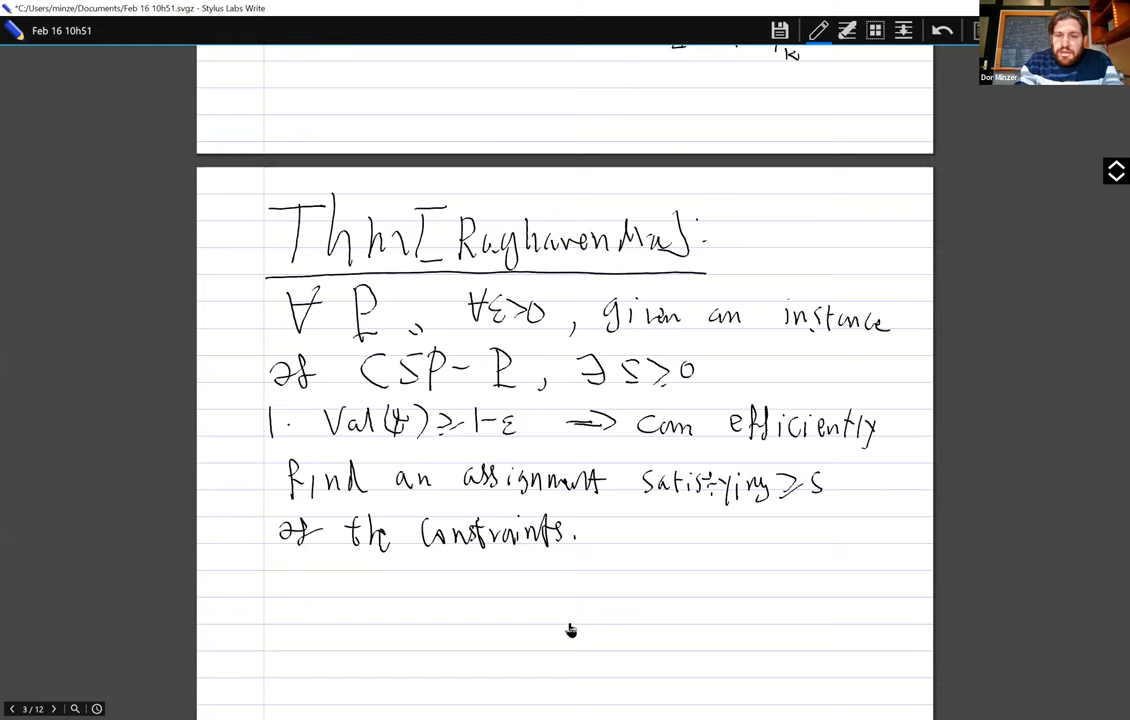 *C:/Users/minze/Documents/Feb 16 10h51.svgz - Stylus Labs Write
Feb 16 10h51
Dor Minzer
k
Thm [Raghavendra]:
∀ P, ∀ε>0, given an instance
of CSP-P, ∃ s≥0
1. Val(Ψ)≥1-ε ⟹ can efficiently
find an assignment satisfying ≥s
of the constraints.
3 / 12